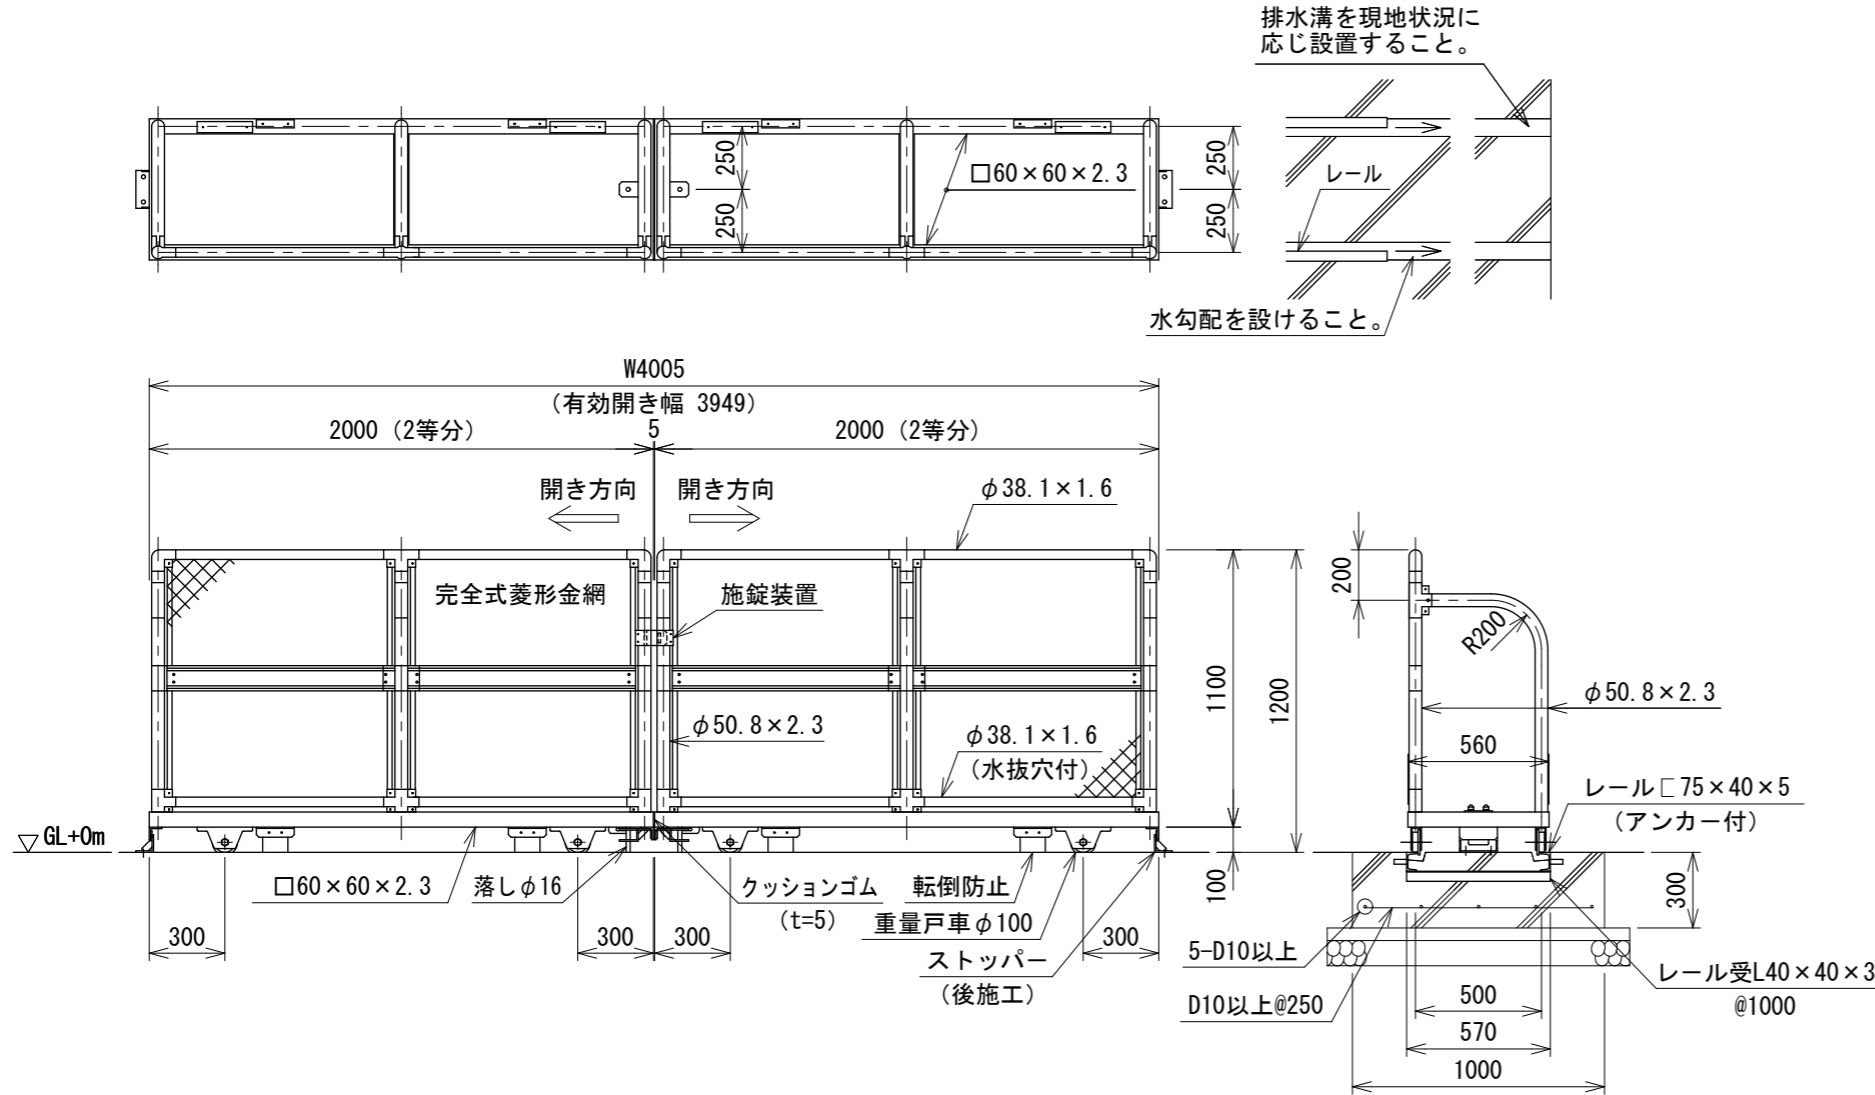 排水溝を現地状況に
応じ設置すること。
250
250
□60×60×2.3
250
250
レール
水勾配を設けること。
W4005
(有効開き幅 3949)
2000 (2等分)
5
2000 (2等分)
開き方向
開き方向
φ38.1×1.6
完全式菱形金網
施錠装置
φ50.8×2.3
φ38.1×1.6
(水抜穴付)
1100
1200
100
▽GL+0m
□60×60×2.3
落しφ16
クッションゴム
(t=5)
転倒防止
重量戸車φ100
ストッパー
(後施工)
300
300
300
300
200
R200
φ50.8×2.3
560
レール⊏75×40×5
(アンカー付)
300
5-D10以上
D10以上@250
レール受L40×40×3
@1000
500
570
1000